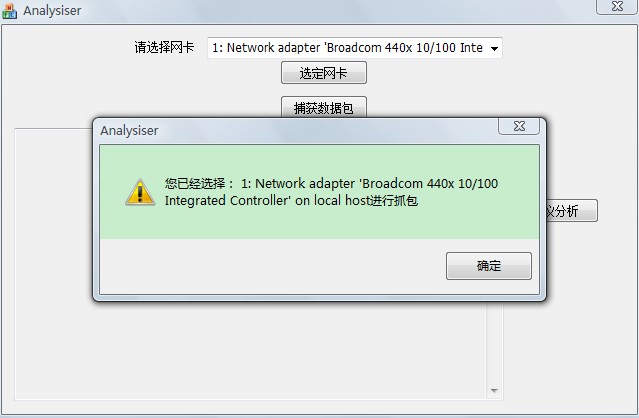 Analysiser
请选择网卡
1: Network adapter 'Broadcom 440x 10/100 Inte
选定网卡
捕获数据包
Analysiser
您已经选择： 1: Network adapter 'Broadcom 440x 10/100
Integrated Controller' on local host进行抓包
议分析
确定